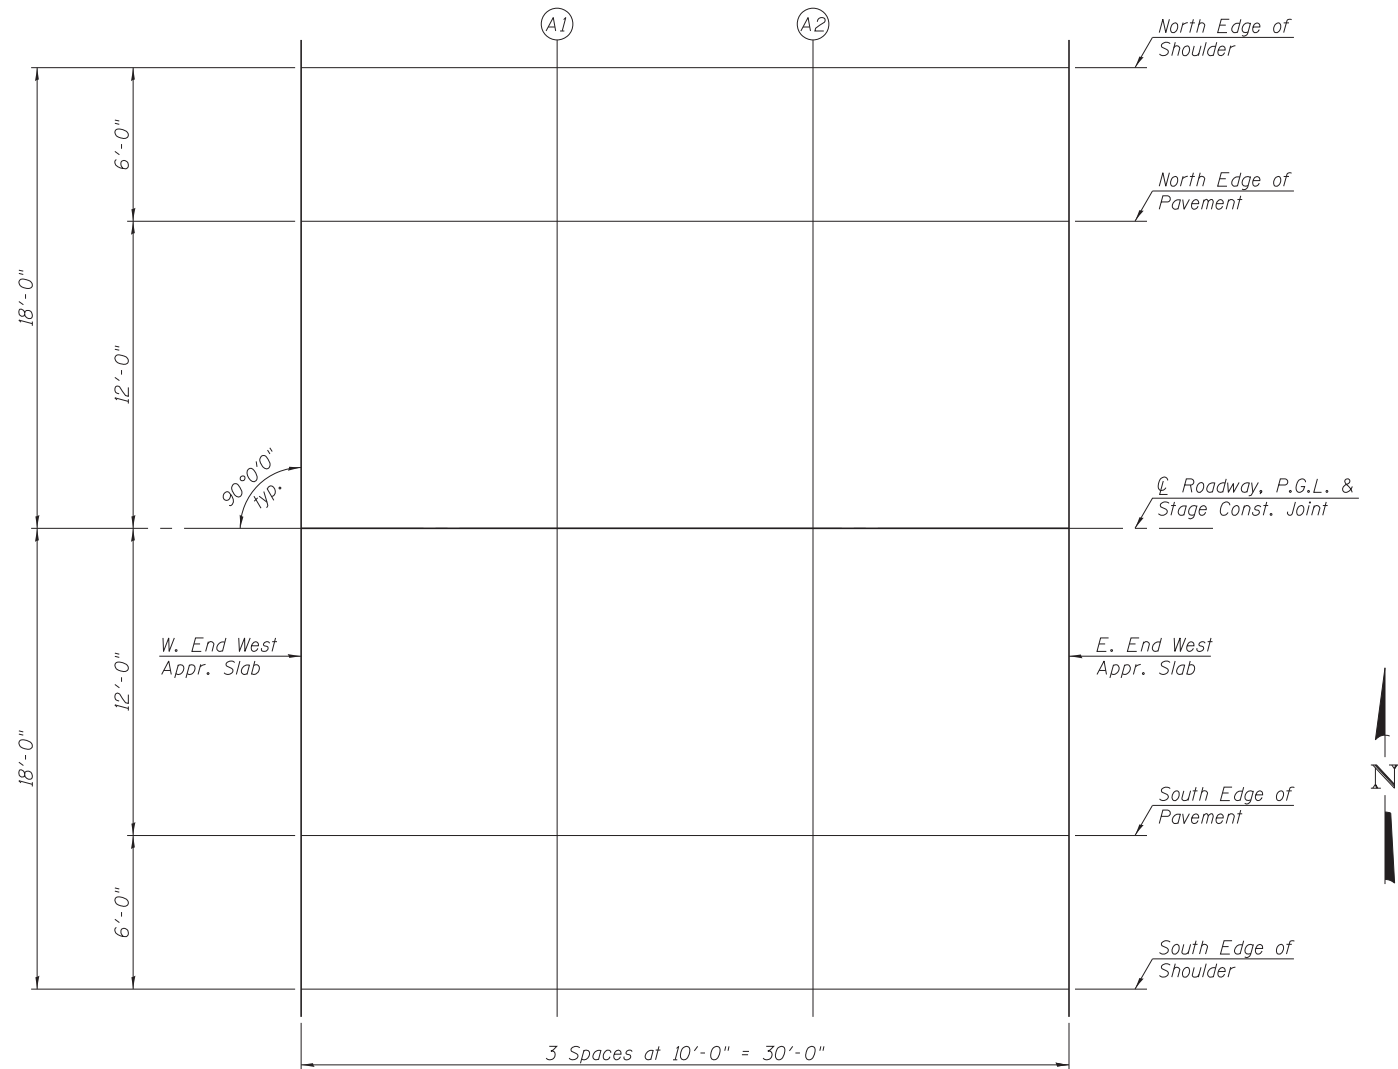 A1
A2
North Edge of
Shoulder
6'-0"
North Edge of
Pavement
18'-0"
12'-0"
90°0'0"
typ.
℄ Roadway, P.G.L. &
Stage Const. Joint
W. End West
Appr. Slab
E. End West
Appr. Slab
12'-0"
18'-0"
N
South Edge of
Pavement
6'-0"
South Edge of
Shoulder
3 Spaces at 10'-0" = 30'-0"